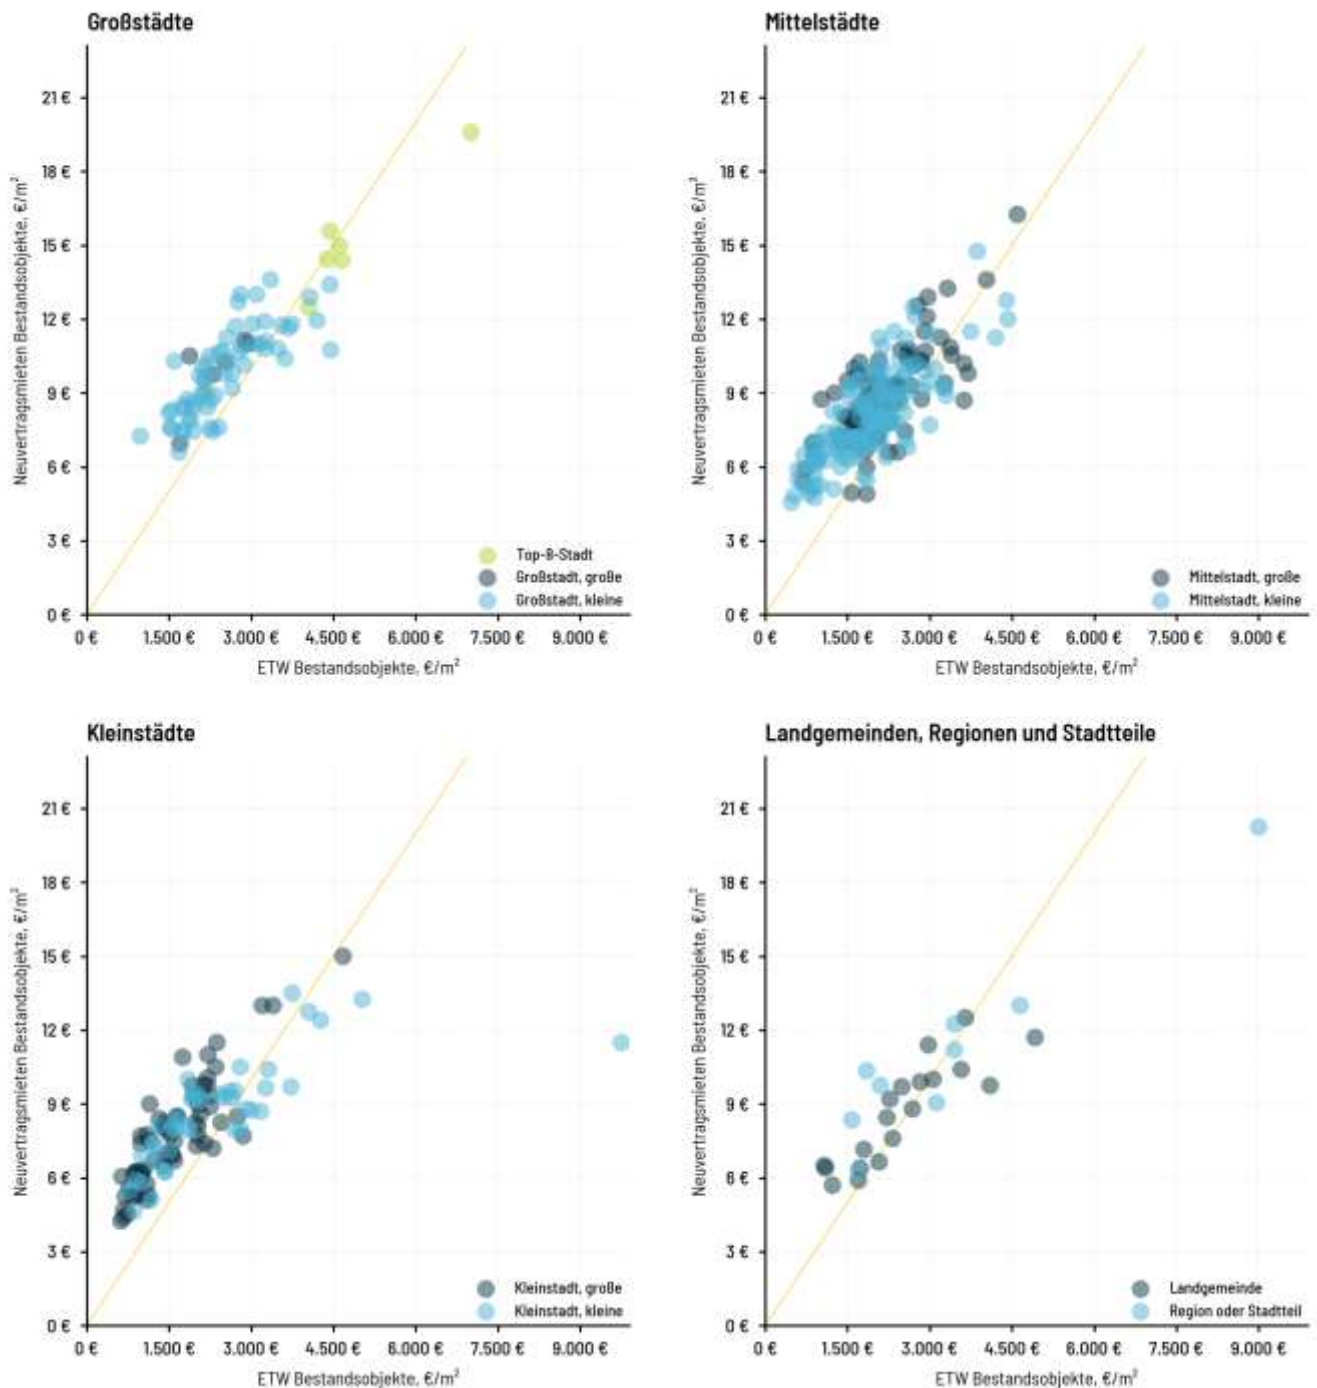 Großstädte
Neuvertragsmieten Bestandsobjekte, €/m²
21 €
18 €
15 €
12 €
9 €
6 €
3 €
0 €
Top-8-Stadt
Großstadt, große
Großstadt, kleine
0 €
1.500 €
3.000 €
4.500 €
6.000 €
7.500 €
9.000 €
ETW Bestandsobjekte, €/m²
Mittelstädte
Neuvertragsmieten Bestandsobjekte, €/m²
21 €
18 €
15 €
12 €
9 €
6 €
3 €
0 €
Mittelstadt, große
Mittelstadt, kleine
0 €
1.500 €
3.000 €
4.500 €
6.000 €
7.500 €
9.000 €
ETW Bestandsobjekte, €/m²
Kleinstädte
Neuvertragsmieten Bestandsobjekte, €/m²
21 €
18 €
15 €
12 €
9 €
6 €
3 €
0 €
Kleinstadt, große
Kleinstadt, kleine
0 €
1.500 €
3.000 €
4.500 €
6.000 €
7.500 €
9.000 €
ETW Bestandsobjekte, €/m²
Landgemeinden, Regionen und Stadtteile
Neuvertragsmieten Bestandsobjekte, €/m²
21 €
18 €
15 €
12 €
9 €
6 €
3 €
0 €
Landgemeinde
Region oder Stadtteil
0 €
1.500 €
3.000 €
4.500 €
6.000 €
7.500 €
9.000 €
ETW Bestandsobjekte, €/m²